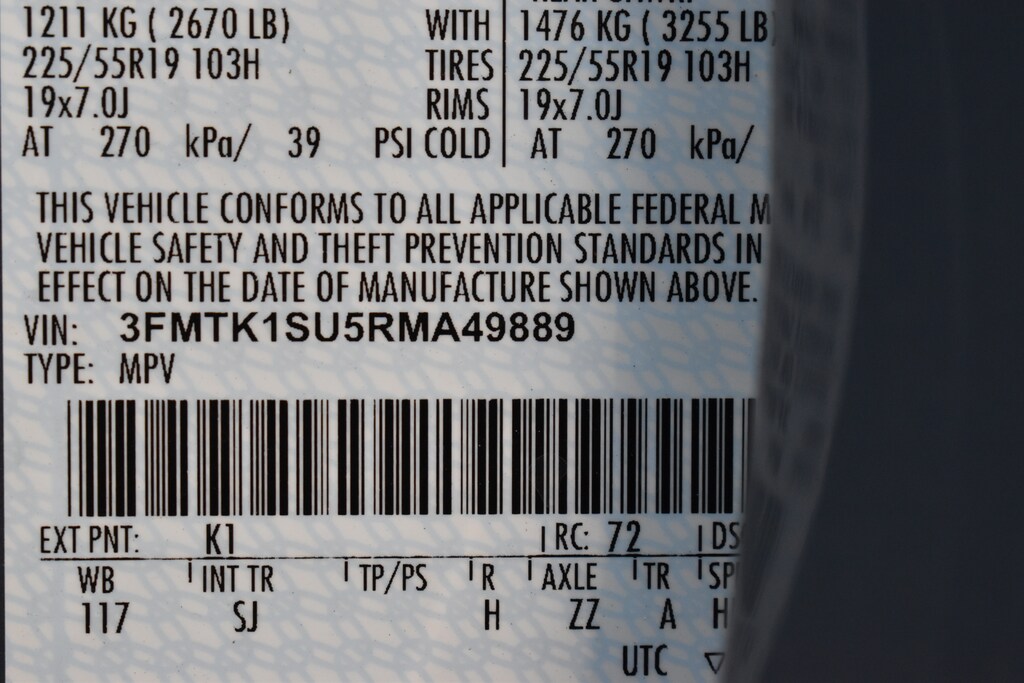 1211 KG ( 2670 LB) WITH 1476 KG ( 3255 LB)
225/55R19 103H TIRES 225/55R19 103H
19x7.0J RIMS 19x7.0J
AT 270 kPa/ 39 PSI COLD AT 270 kPa/
THIS VEHICLE CONFORMS TO ALL APPLICABLE FEDERAL M
VEHICLE SAFETY AND THEFT PREVENTION STANDARDS IN
EFFECT ON THE DATE OF MANUFACTURE SHOWN ABOVE.
VIN: 3FMTK1SU5RMA49889
TYPE: MPV
EXT PNT: K1 RC: 72 DS
WB INT TR TP/PS R AXLE TR SP
117 SJ H ZZ A H
UTC